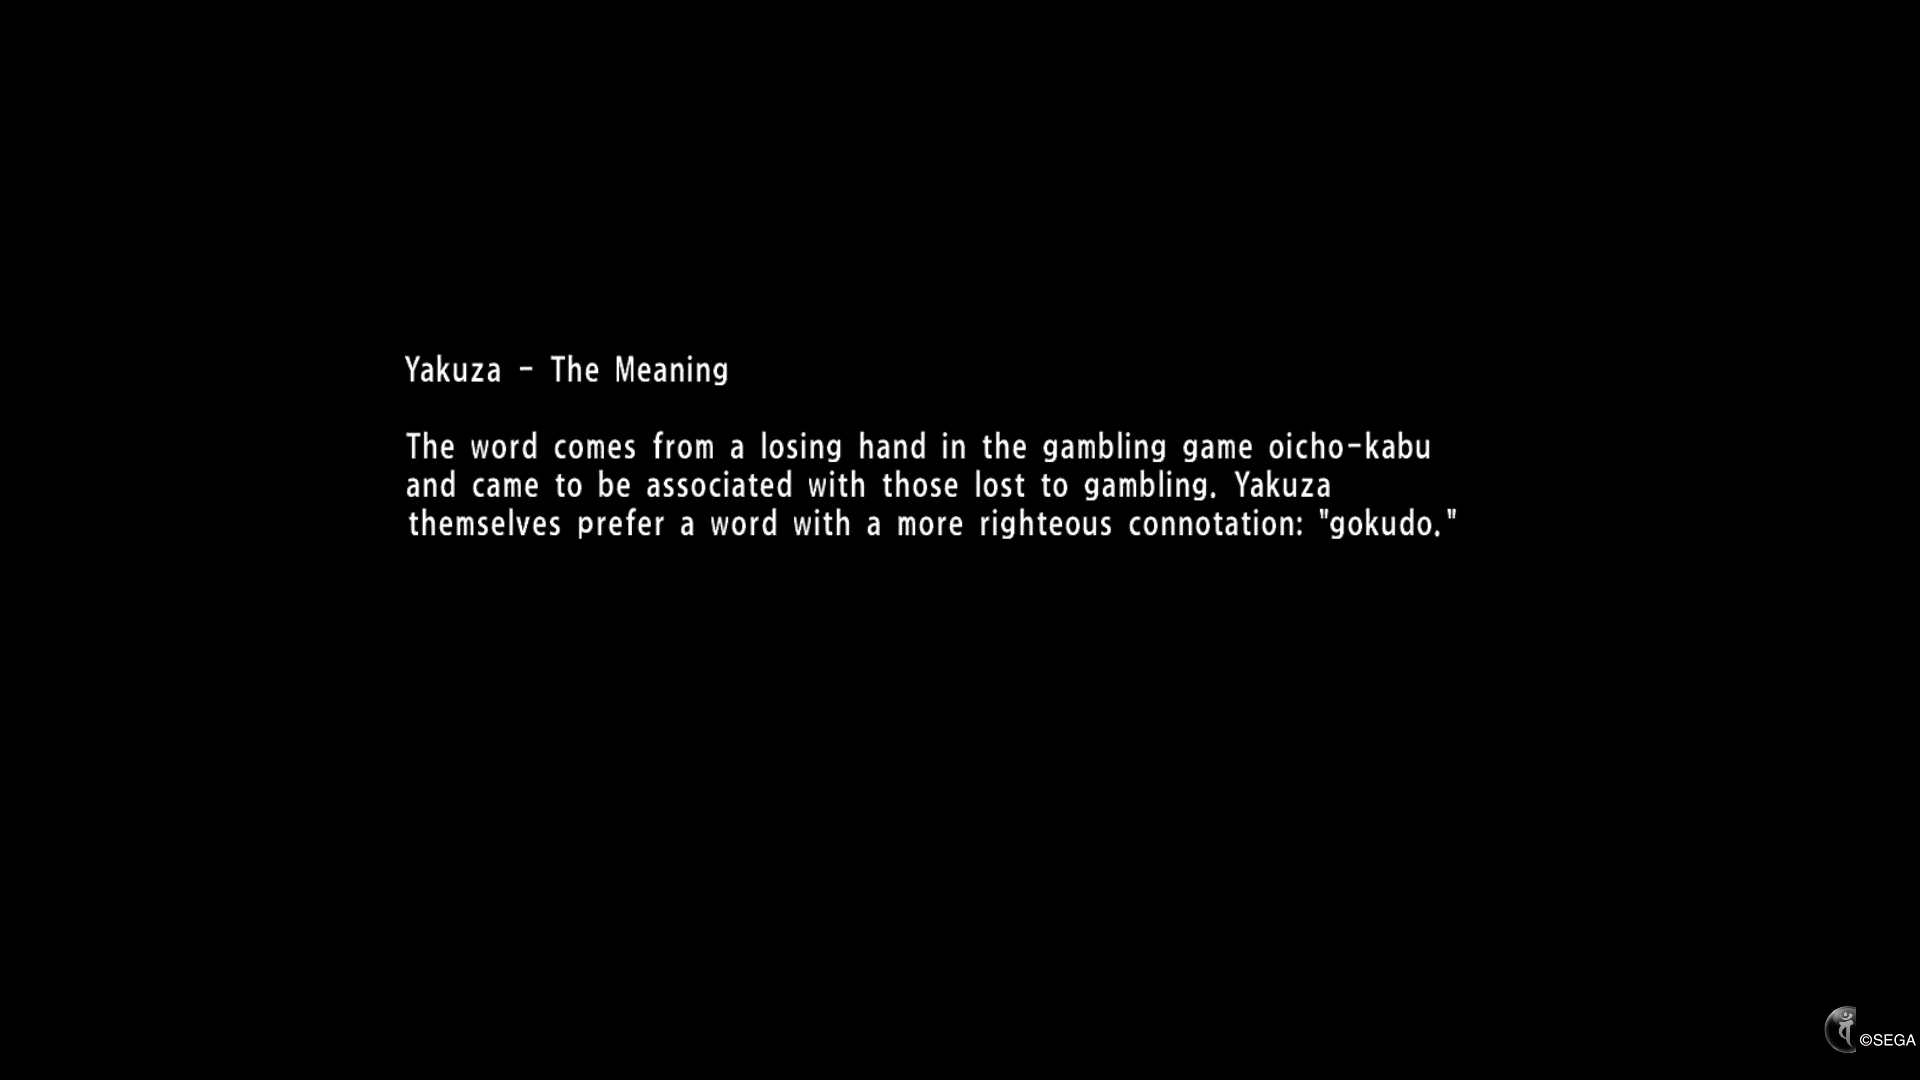 Yakuza - The Meaning
The word comes from a losing hand in the gambling game oicho-kabu
and came to be associated with those lost to gambling. Yakuza
themselves prefer a word with a more righteous connotation: "gokudo."
©SEGA